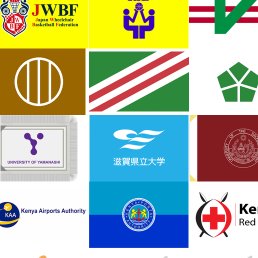 JWBF
Japan Wheelchair
Basketball Federation
UNIVERSITY OF YAMANASHI
滋賀県立大学
KAA
Kenya Airports Authority
Ke
Red